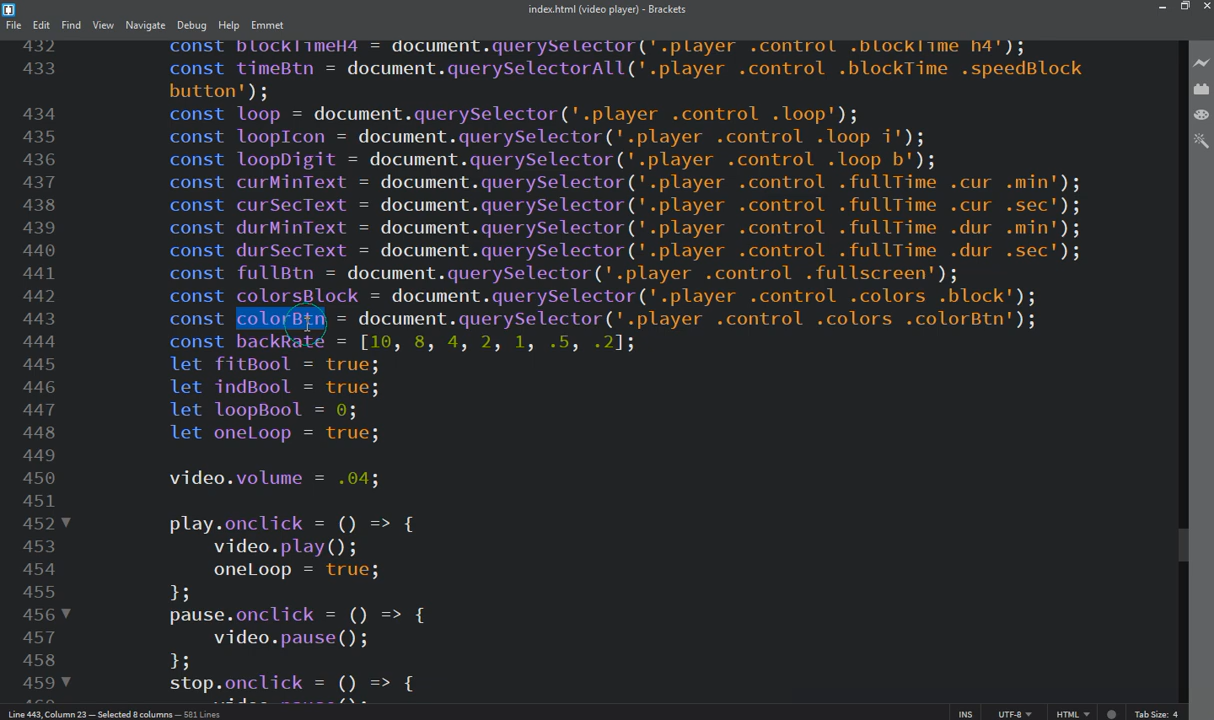 index.html (video player) - Brackets
File Edit Find View Navigate Debug Help Emmet
432 const blockTimeH4 = document.querySelector('.player .control .blockTime h4');
433 const timeBtn = document.querySelectorAll('.player .control .blockTime .speedBlock
button');
434 const loop = document.querySelector('.player .control .loop');
435 const loopIcon = document.querySelector('.player .control .loop i');
436 const loopDigit = document.querySelector('.player .control .loop b');
437 const curMinText = document.querySelector('.player .control .fullTime .cur .min');
438 const curSecText = document.querySelector('.player .control .fullTime .cur .sec');
439 const durMinText = document.querySelector('.player .control .fullTime .dur .min');
440 const durSecText = document.querySelector('.player .control .fullTime .dur .sec');
441 const fullBtn = document.querySelector('.player .control .fullscreen');
442 const colorsBlock = document.querySelector('.player .control .colors .block');
443 const colorBtn = document.querySelector('.player .control .colors .colorBtn');
444 const backRate = [10, 8, 4, 2, 1, .5, .2];
445 let fitBool = true;
446 let indBool = true;
447 let loopBool = 0;
448 let oneLoop = true;
449
450 video.volume = .04;
451
452 play.onclick = () => {
453 video.play();
454 oneLoop = true;
455 };
456 pause.onclick = () => {
457 video.pause();
458 };
459 stop.onclick = () => {
Line 443, Column 23 — Selected 8 columns — 581 Lines INS UTF-8 HTML Tab Size: 4